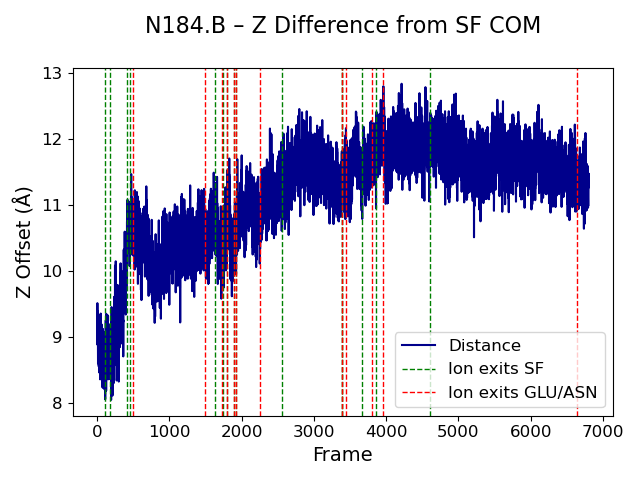 N184.B – Z Difference from SF COM
13
12
11
10
9
8
Z Offset (Å)
Distance
Ion exits SF
Ion exits GLU/ASN
0
1000
2000
3000
4000
5000
6000
7000
Frame